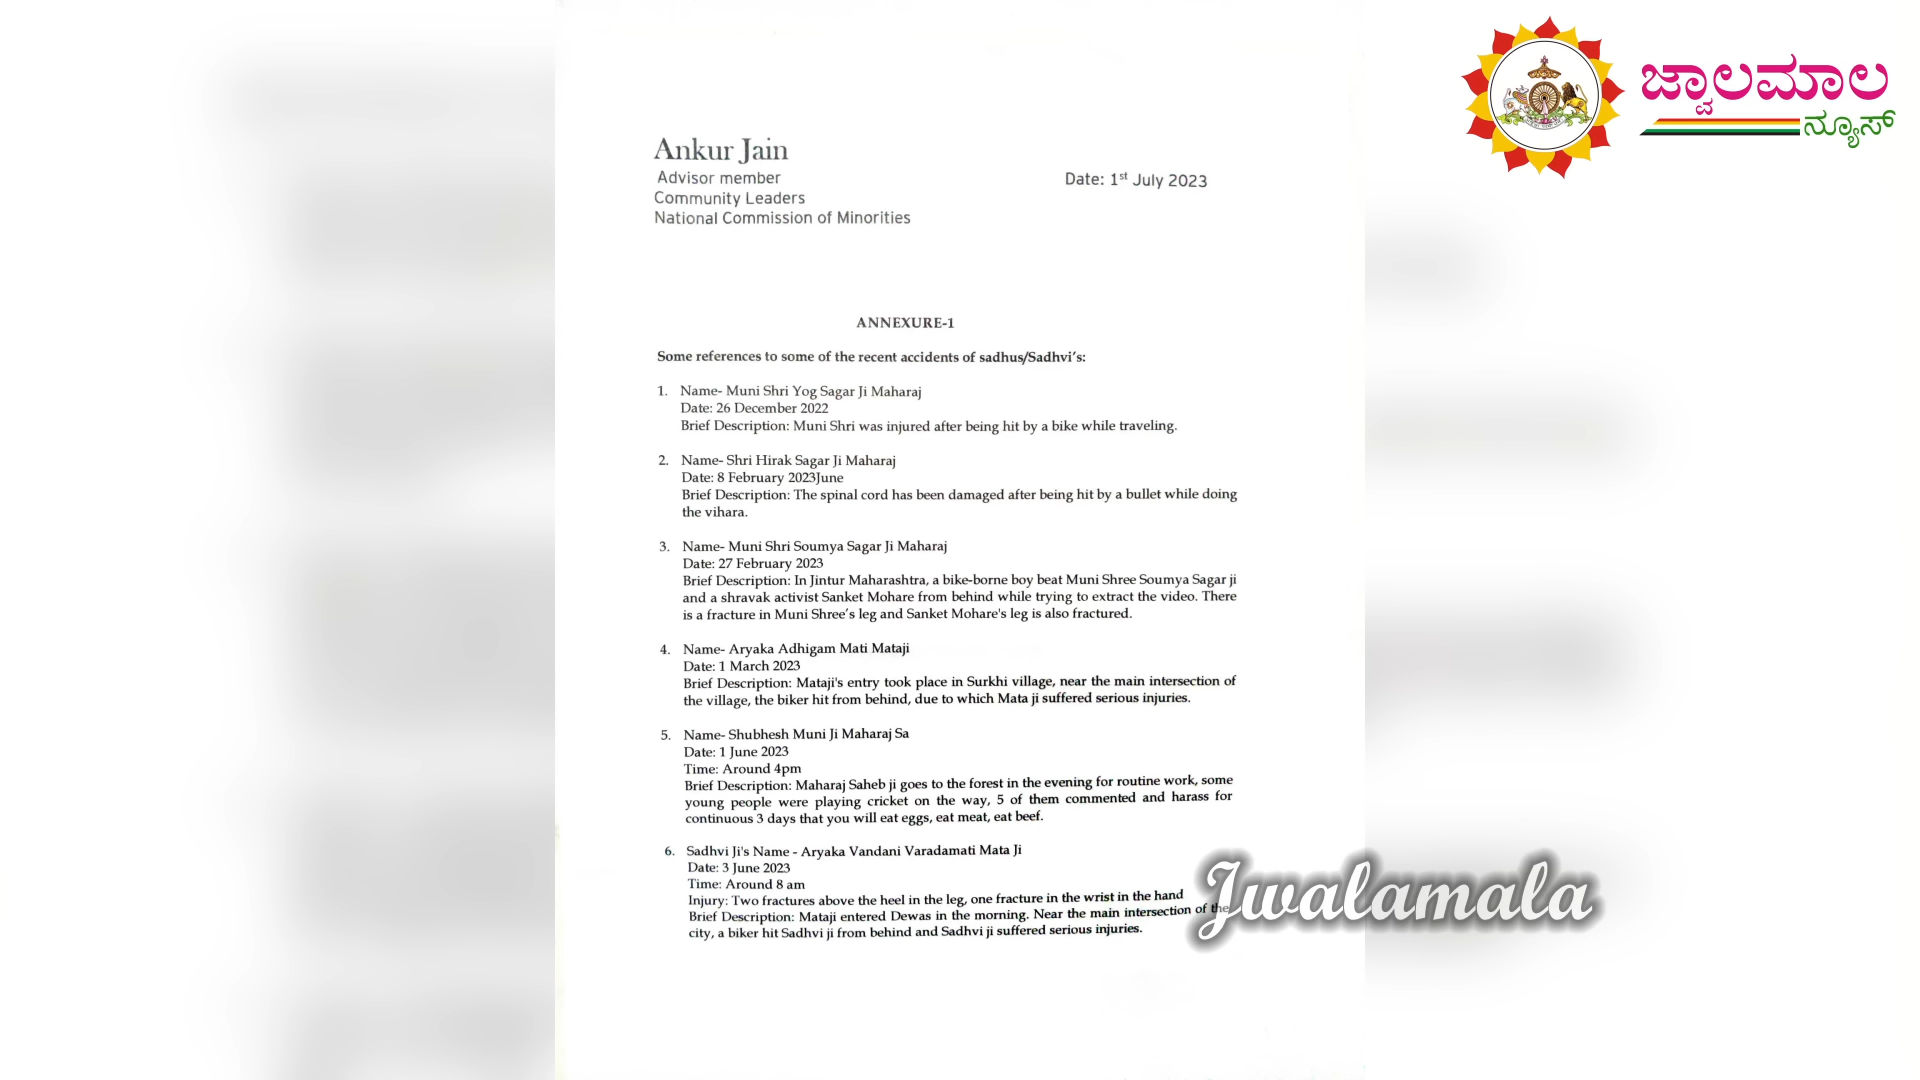 ಜ್ವಾಲಮಾಲ
ನ್ಯೂಸ್
Ankur Jain
Advisor member
Community Leaders
National Commission of Minorities
Date: 1st July 2023
ANNEXURE-1
Some references to some of the recent accidents of sadhus/Sadhvi's:
1. Name- Muni Shri Yog Sagar Ji Maharaj
Date: 26 December 2022
Brief Description: Muni Shri was injured after being hit by a bike while traveling.
2. Name- Shri Hirak Sagar Ji Maharaj
Date: 8 February 2023June
Brief Description: The spinal cord has been damaged after being hit by a bullet while doing
the vihara.
3. Name- Muni Shri Soumya Sagar Ji Maharaj
Date: 27 February 2023
Brief Description: In Jintur Maharashtra, a bike-borne boy beat Muni Shree Soumya Sagar ji
and a shravak activist Sanket Mohare from behind while trying to extract the video. There
is a fracture in Muni Shree's leg and Sanket Mohare's leg is also fractured.
4. Name- Aryaka Adhigam Mati Mataji
Date: 1 March 2023
Brief Description: Mataji's entry took place in Surkhi village, near the main intersection of
the village, the biker hit from behind, due to which Mata ji suffered serious injuries.
5. Name- Shubhesh Muni Ji Maharaj Sa
Date: 1 June 2023
Time: Around 4pm
Brief Description: Maharaj Saheb ji goes to the forest in the evening for routine work, some
young people were playing cricket on the way, 5 of them commented and harass for
continuous 3 days that you will eat eggs, eat meat, eat beef.
6. Sadhvi Ji's Name - Aryaka Vandani Varadamati Mata Ji
Date: 3 June 2023
Time: Around 8 am
Injury: Two fractures above the heel in the leg, one fracture in the wrist in the hand
Brief Description: Mataji entered Dewas in the morning. Near the main intersection of the
city, a biker hit Sadhvi ji from behind and Sadhvi ji suffered serious injuries.
Jwalamala